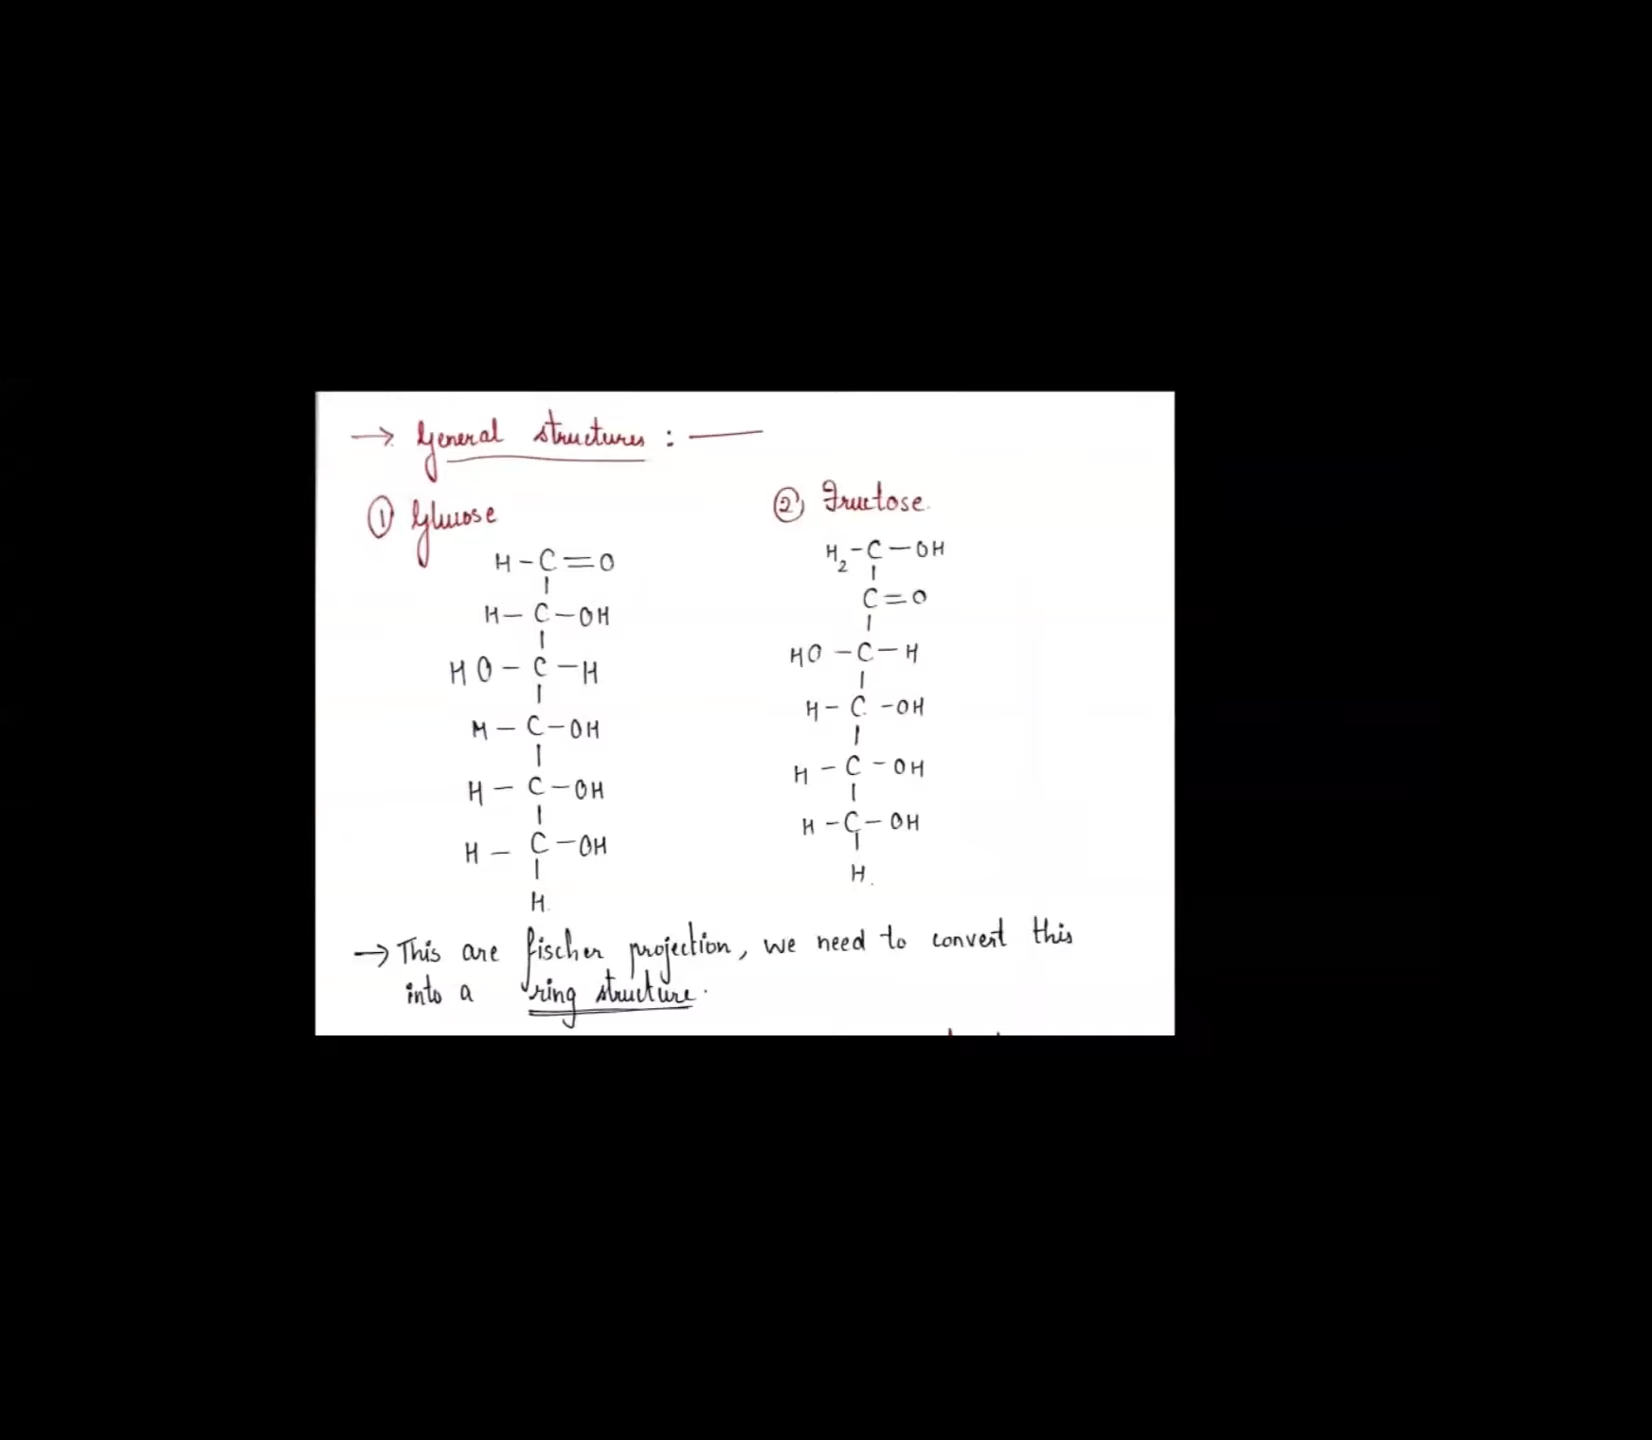 → General structures : —
① Glucose
② Fructose.
H-C=O
|
H-C-OH
|
HO-C-H
|
H-C-OH
|
H-C-OH
|
H-C-OH
|
H.
H2-C-OH
|
C=O
|
HO-C-H
|
H-C-OH
|
H-C-OH
|
H-C-OH
|
H.
→ This are fischer projection, we need to convert this
into a ring structure.